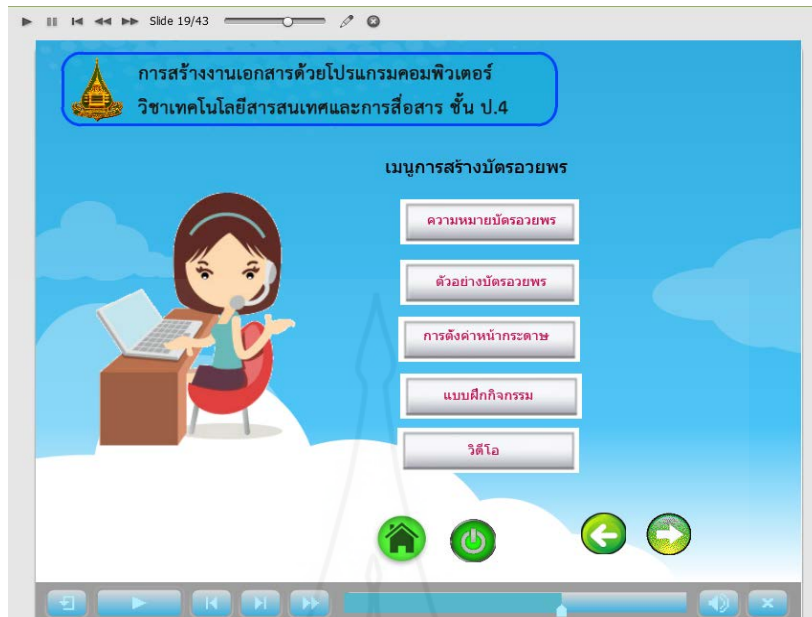 Slide 19/43
การสร้างงานเอกสารด้วยโปรแกรมคอมพิวเตอร์
วิชาเทคโนโลยีสารสนเทศและการสื่อสาร ชั้น ป.4
เมนูการสร้างบัตรอวยพร
ความหมายบัตรอวยพร
ตัวอย่างบัตรอวยพร
การตั้งค่าหน้ากระดาษ
แบบฝึกกิจกรรม
วิดีโอ